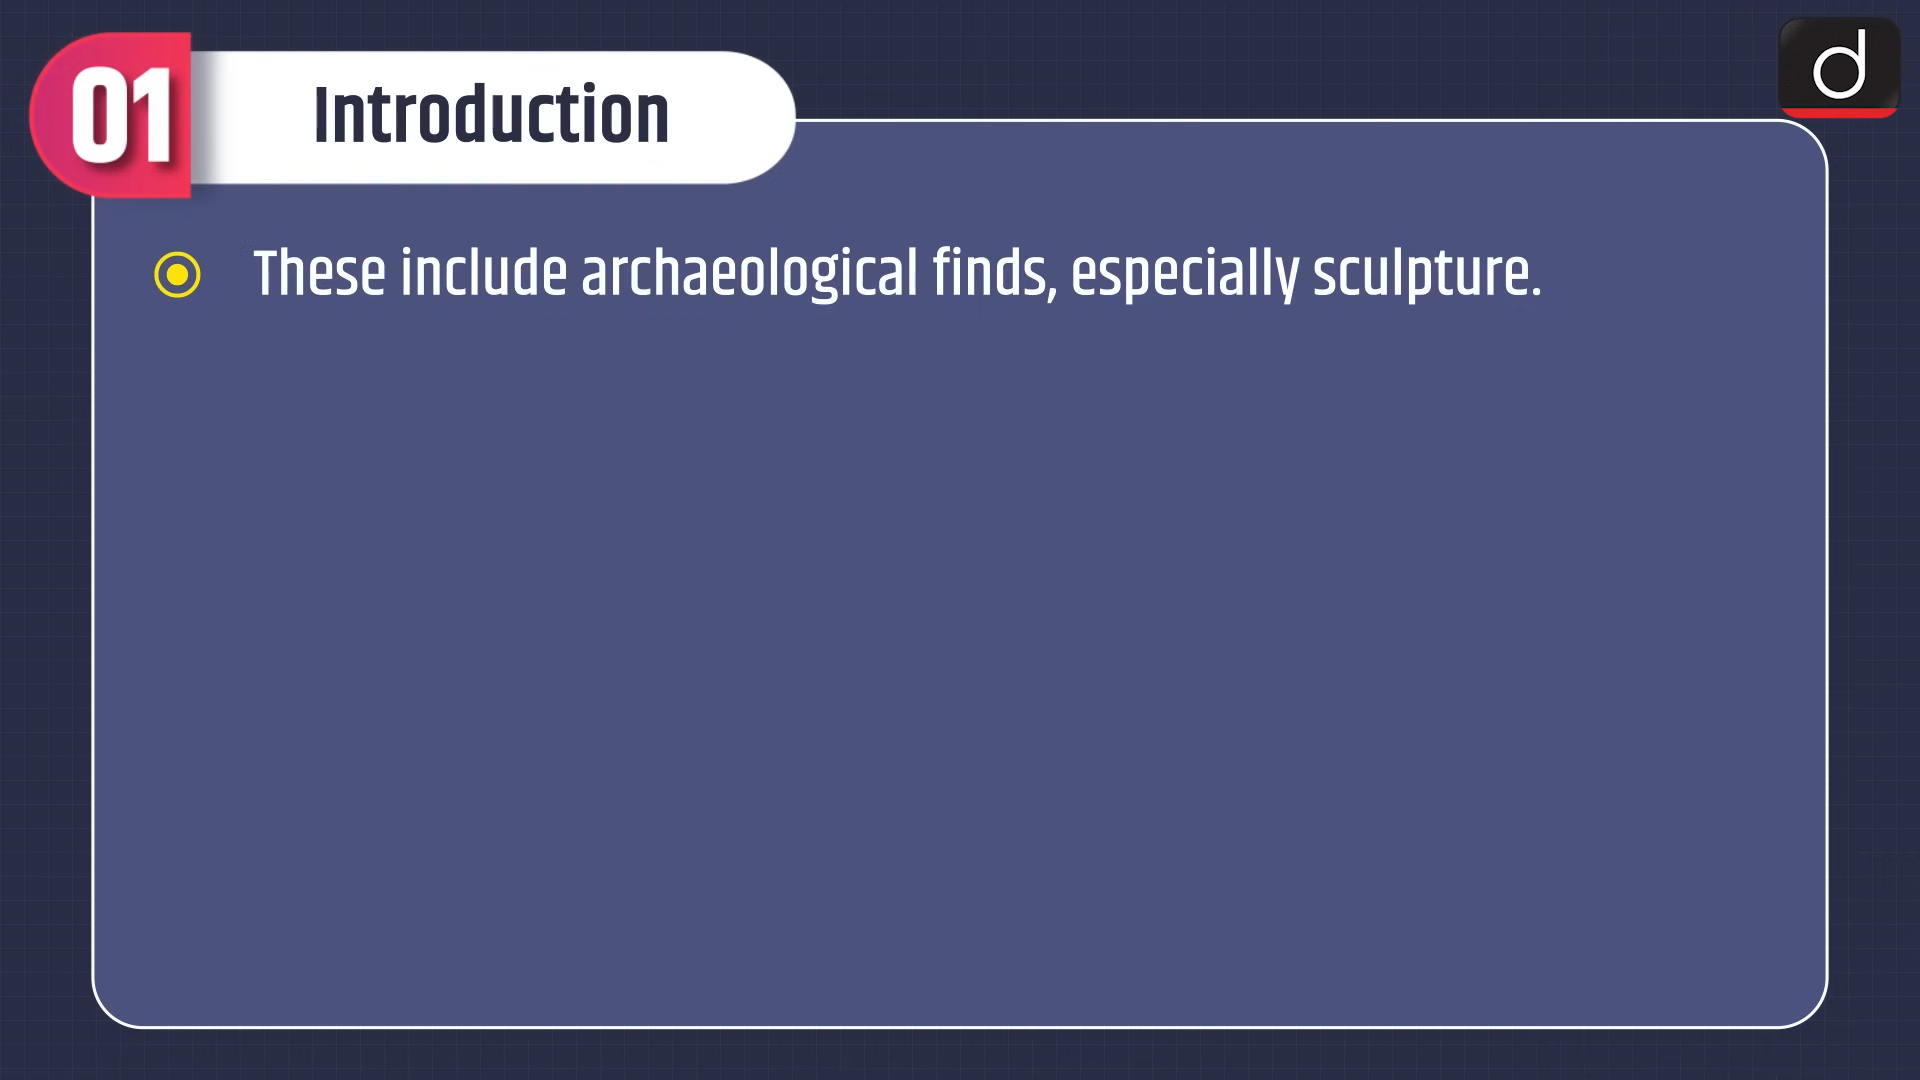 01
Introduction
d
These include archaeological finds, especially sculpture.